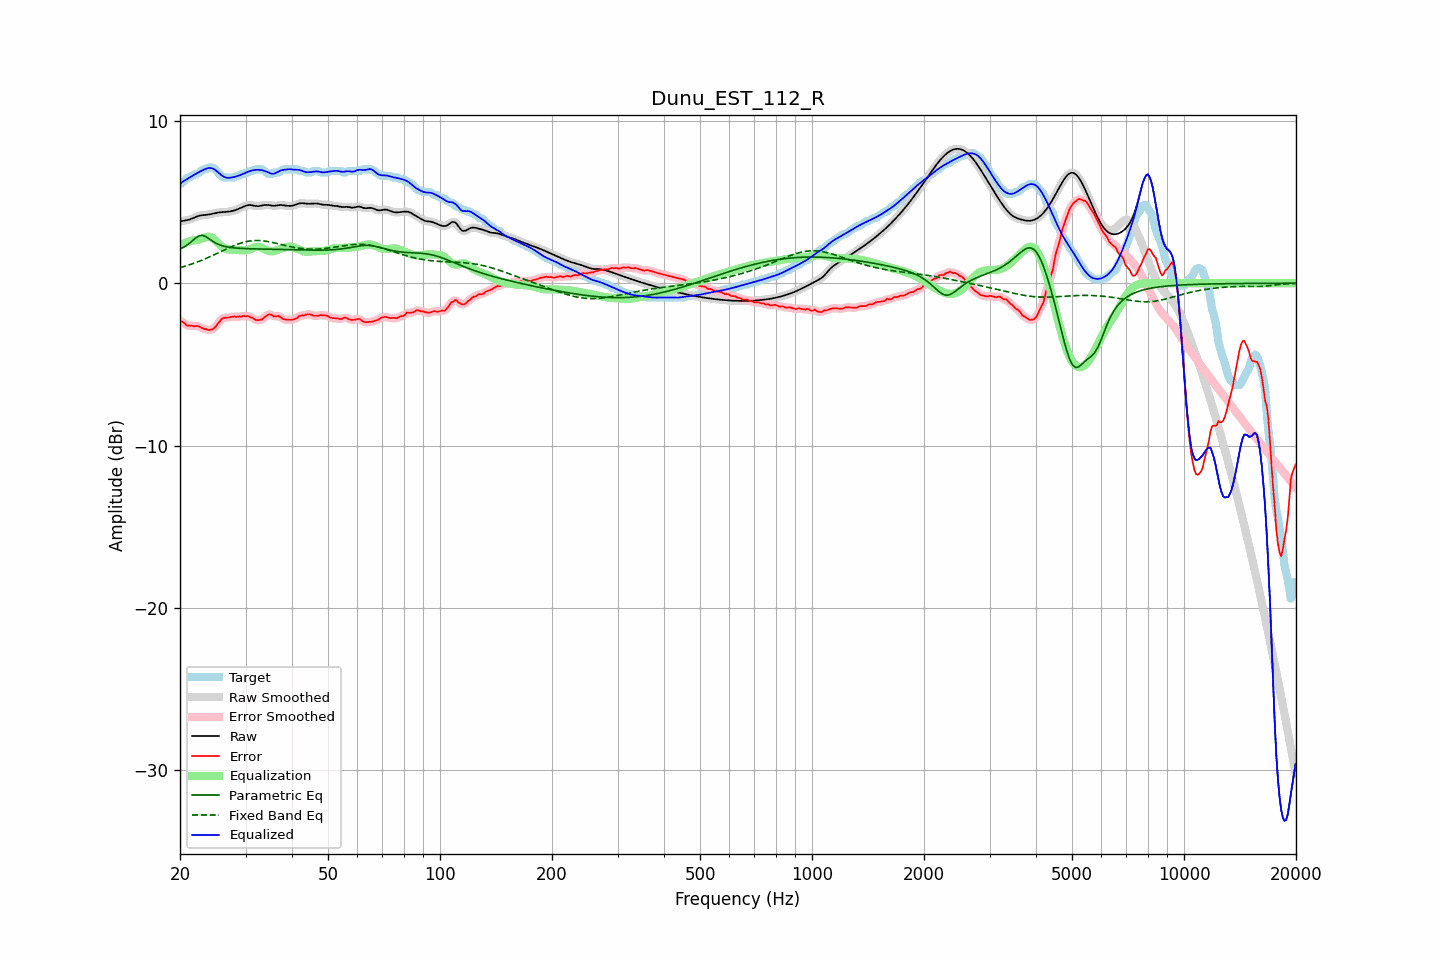 Dunu_EST_112_R
10
0
−10
−20
−30
Amplitude (dBr)
Target
Raw Smoothed
Error Smoothed
Raw
Error
Equalization
Parametric Eq
Fixed Band Eq
Equalized
20 50 100 200 500 1000 2000 5000 10000 20000
Frequency (Hz)